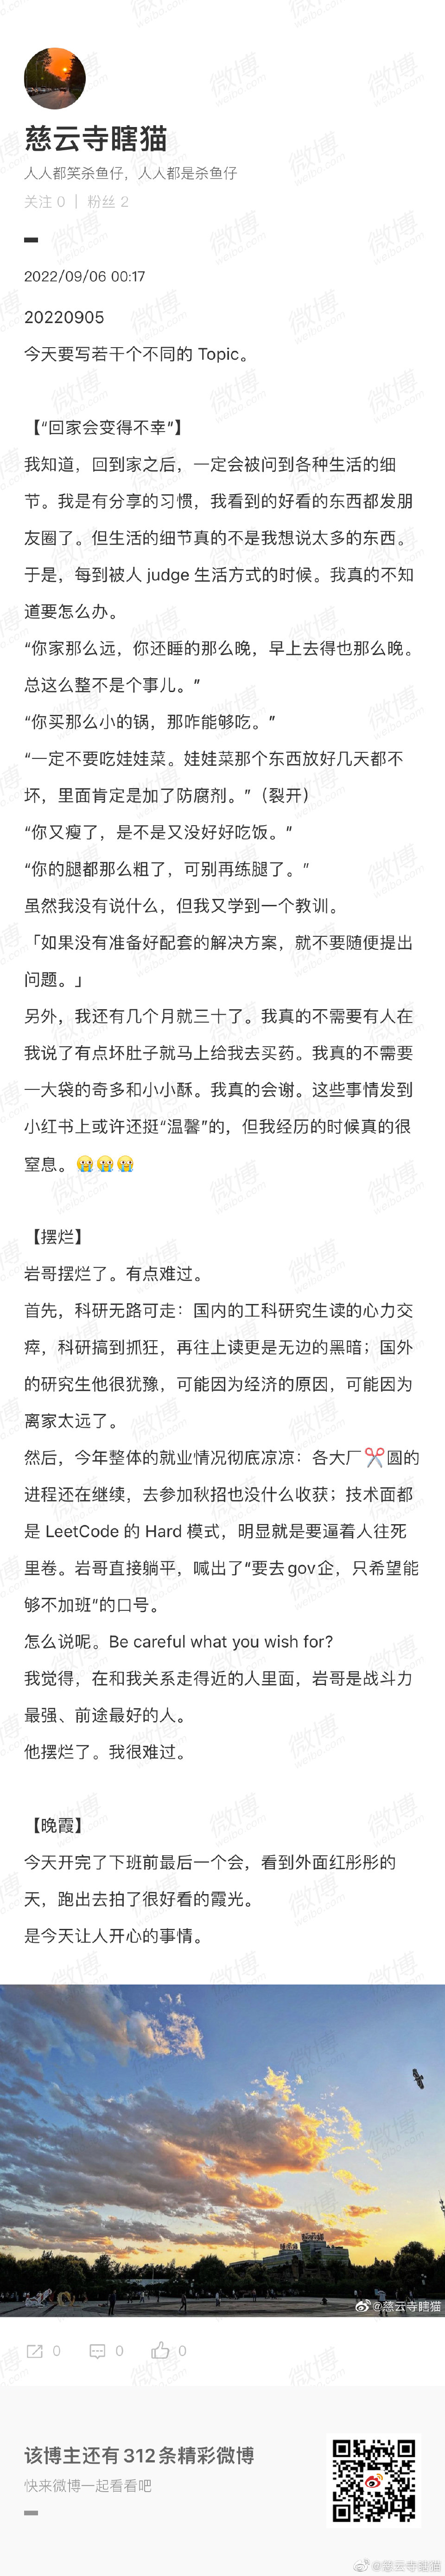 慈云寺瞎猫
人人都笑杀鱼仔，人人都是杀鱼仔
关注 0 | 粉丝 2
2022/09/06 00:17
20220905
今天要写若干个不同的 Topic。
【“回家会变得不幸”】
我知道，回到家之后，一定会被问到各种生活的细
节。我是有分享的习惯，我看到的好看的东西都发朋
友圈了。但生活的细节真的不是我想说太多的东西。
于是，每到被人 judge 生活方式的时候。我真的不知
道要怎么办。
“你家那么远，你还睡的那么晚，早上去得也那么晚。
总这么整不是个事儿。”
“你买那么小的锅，那咋能够吃。”
“一定不要吃娃娃菜。娃娃菜那个东西放好几天都不
坏，里面肯定是加了防腐剂。”（裂开）
“你又瘦了，是不是又没好好吃饭。”
“你的腿都那么粗了，可别再练腿了。”
虽然我没有说什么，但我又学到一个教训。
「如果没有准备好配套的解决方案，就不要随便提出
问题。」
另外，我还有几个月就三十了。我真的不需要有人在
我说了有点坏肚子就马上给我去买药。我真的不需要
一大袋的奇多和小小酥。我真的会谢。这些事情发到
小红书上或许还挺“温馨”的，但我经历的时候真的很
窒息。😭😭😭
【摆烂】
岩哥摆烂了。有点难过。
首先，科研无路可走：国内的工科研究生读的心力交
瘁，科研搞到抓狂，再往上读更是无边的黑暗；国外
的研究生他很犹豫，可能因为经济的原因，可能因为
离家太远了。
然后，今年整体的就业情况彻底凉凉：各大厂✂️圆的
进程还在继续，去参加秋招也没什么收获；技术面都
是 LeetCode 的 Hard 模式，明显就是要逼着人往死
里卷。岩哥直接躺平，喊出了“要去gov企，只希望能
够不加班”的口号。
怎么说呢。Be careful what you wish for?
我觉得，在和我关系走得近的人里面，岩哥是战斗力
最强、前途最好的人。
他摆烂了。我很难过。
【晚霞】
今天开完了下班前最后一个会，看到外面红彤彤的
天，跑出去拍了很好看的霞光。
是今天让人开心的事情。
@慈云寺瞎猫
0 0 0
该博主还有 312 条精彩微博
快来微博一起看看吧
@慈云寺瞎猫